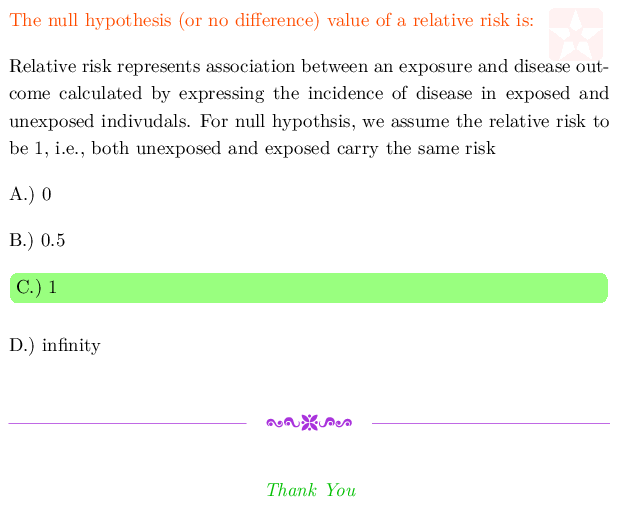 The null hypothesis (or no difference) value of a relative risk is:
Relative risk represents association between an exposure and disease out-
come calculated by expressing the incidence of disease in exposed and
unexposed indivudals. For null hypothsis, we assume the relative risk to
be 1, i.e., both unexposed and exposed carry the same risk
A.) 0
B.) 0.5
C.) 1
D.) infinity
Thank You